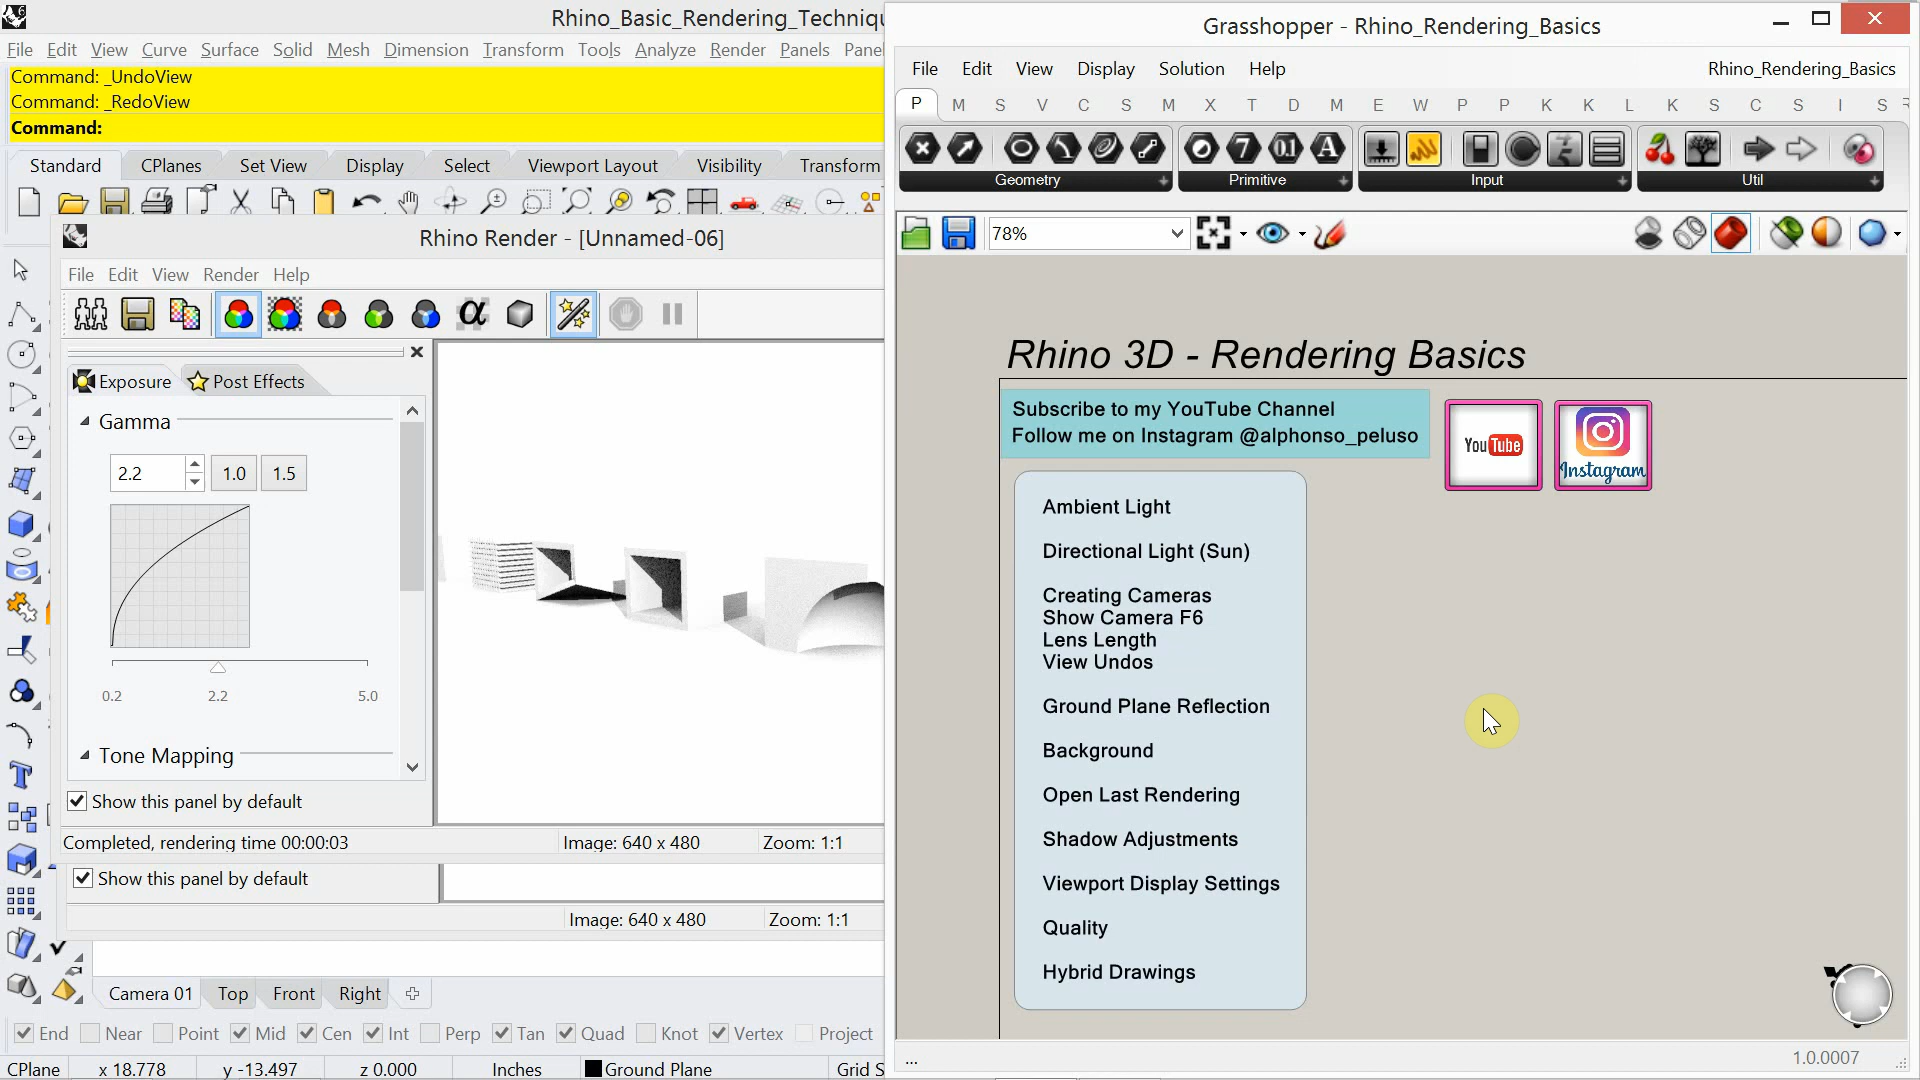 Rhino_Basic_Rendering_Techniqu
File Edit View Curve Surface Solid Mesh Dimension Transform Tools Analyze Render Panels Panel
Command: _UndoView
Command: _RedoView
Command:
Standard CPlanes Set View Display Select Viewport Layout Visibility Transform
Rhino Render - [Unnamed-06]
File Edit View Render Help
α
Exposure Post Effects
Gamma
2.2 1.0 1.5
0.2 2.2 5.0
Tone Mapping
Show this panel by default
Completed, rendering time 00:00:03 Image: 640 x 480 Zoom: 1:1
Show this panel by default
Image: 640 x 480 Zoom: 1:1
Camera 01 Top Front Right
End Near Point Mid Cen Int Perp Tan Quad Knot Vertex Project
CPlane x 18.778 y -13.497 z 0.000 Inches Ground Plane Grid S
Grasshopper - Rhino_Rendering_Basics
File Edit View Display Solution Help Rhino_Rendering_Basics
P M S V C S M X T D M E W P P K K L K S C S I S R
7 0.1 A
Geometry Primitive Input Util
78%
Rhino 3D - Rendering Basics
Subscribe to my YouTube Channel
Follow me on Instagram @alphonso_peluso
YouTube Instagram
Ambient Light
Directional Light (Sun)
Creating Cameras
Show Camera F6
Lens Length
View Undos
Ground Plane Reflection
Background
Open Last Rendering
Shadow Adjustments
Viewport Display Settings
Quality
Hybrid Drawings
... 1.0.0007